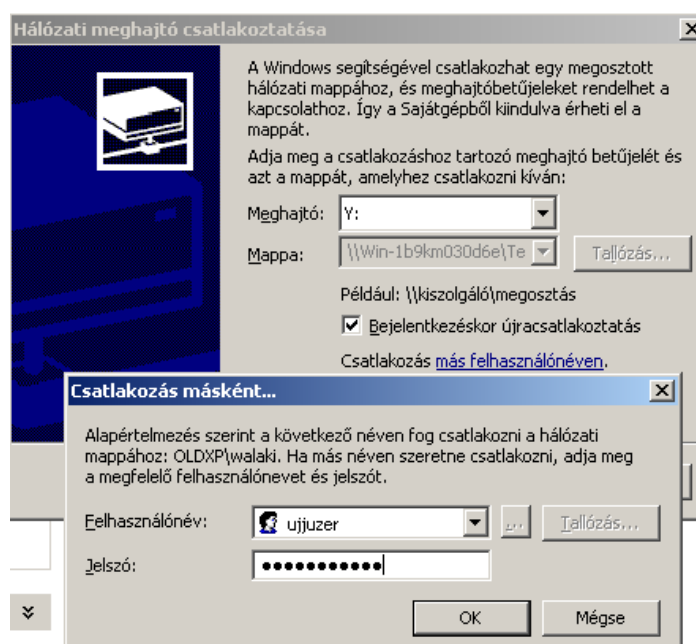 Hálózati meghajtó csatlakoztatása
A Windows segítségével csatlakozhat egy megosztott
hálózati mappához, és meghajtóbetűjeleket rendelhet a
kapcsolathoz. Így a Sajátgépből kiindulva érheti el a
mappát.
Adja meg a csatlakozáshoz tartozó meghajtó betűjelét és
azt a mappát, amelyhez csatlakozni kíván:
Meghajtó: Y:
Mappa: \\Win-1b9km030d6e\Te Tallózás...
Például: \\kiszolgáló\megosztás
Bejelentkezéskor újracsatlakoztatás
Csatlakozás más felhasználónéven.
Csatlakozás másként...
Alapértelmezés szerint a következő néven fog csatlakozni a hálózati
mappához: OLDXP\walaki. Ha más néven szeretne csatlakozni, adja meg
a megfelelő felhasználónevet és jelszót.
Felhasználónév: ujjuzer ... Tallózás...
Jelszó: ●●●●●●●●●●●
OK Mégse